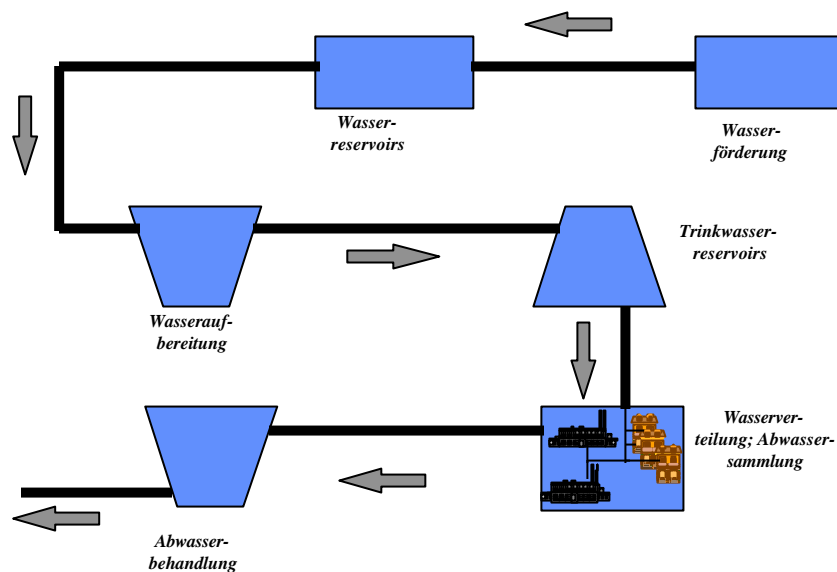 Wasser-
reservoirs
Wasser-
förderung
Wasserauf-
bereitung
Trinkwasser-
reservoirs
Wasserver-
teilung; Abwasser-
sammlung
Abwasser-
behandlung